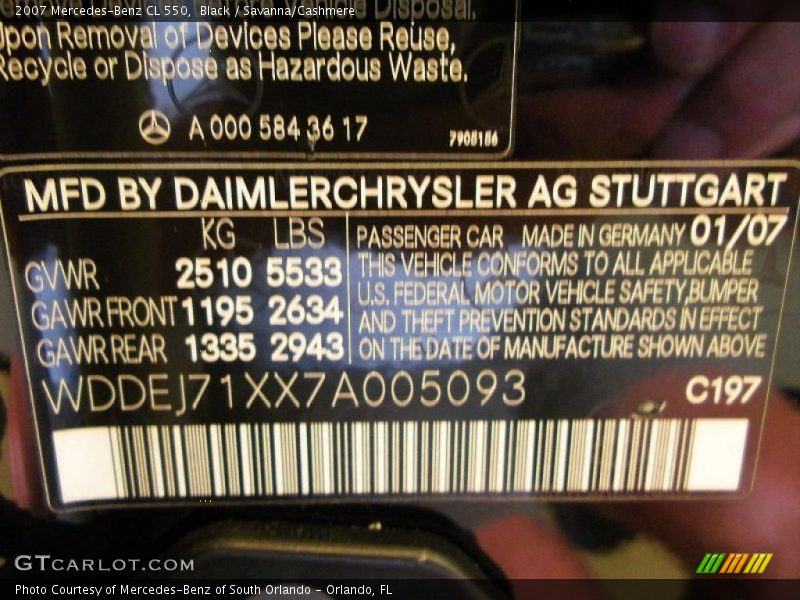 2007 Mercedes-Benz CL 550, Black / Savanna/Cashmere
Disposal,
Upon Removal of Devices Please Reuse,
Recycle or Dispose as Hazardous Waste.
A 000 584 36 17
7908186
MFD BY DAIMLERCHRYSLER AG STUTTGART
KG LBS
GVWR 2510 5533
GAWR FRONT 1195 2634
GAWR REAR 1335 2943
PASSENGER CAR MADE IN GERMANY 01/07
THIS VEHICLE CONFORMS TO ALL APPLICABLE
U.S. FEDERAL MOTOR VEHICLE SAFETY,BUMPER
AND THEFT PREVENTION STANDARDS IN EFFECT
ON THE DATE OF MANUFACTURE SHOWN ABOVE
WDDEJ71XX7A005093
C197
GTcarlot.com
Photo Courtesy of Mercedes-Benz of South Orlando - Orlando, FL